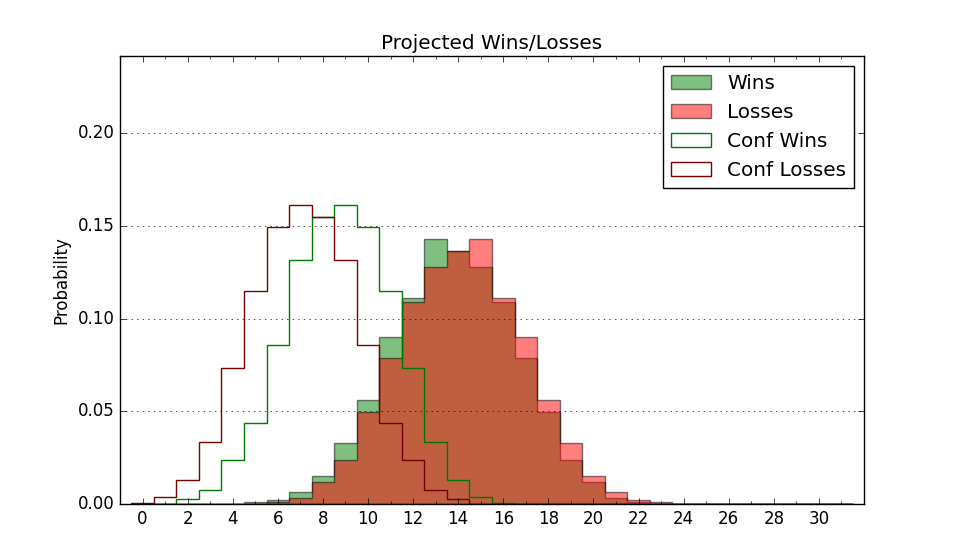 Projected Wins/Losses
Wins
Losses
Conf Wins
Conf Losses
Probability
0.20
0.15
0.10
0.05
0.00
0 2 4 6 8 10 12 14 16 18 20 22 24 26 28 30